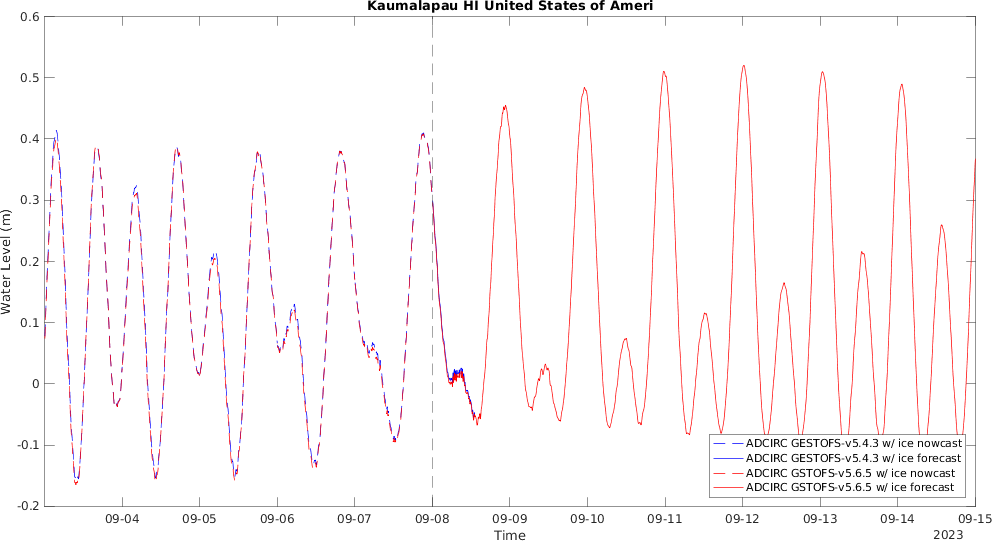 Kaumalapau HI United States of Ameri
0.6
0.5
0.4
0.3
0.2
0.1
0
-0.1
-0.2
Water Level (m)
09-04 09-05 09-06 09-07 09-08 09-09 09-10 09-11 09-12 09-13 09-14 09-15
Time
2023
ADCIRC GESTOFS-v5.4.3 w/ ice nowcast
ADCIRC GESTOFS-v5.4.3 w/ ice forecast
ADCIRC GSTOFS-v5.6.5 w/ ice nowcast
ADCIRC GSTOFS-v5.6.5 w/ ice forecast